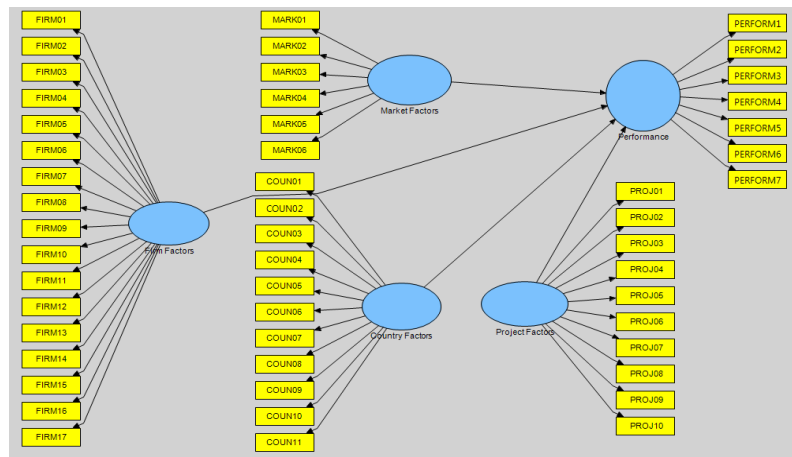 FIRM01
FIRM02
FIRM03
FIRM04
FIRM05
FIRM06
FIRM07
FIRM08
FIRM09
FIRM10
FIRM11
FIRM12
FIRM13
FIRM14
FIRM15
FIRM16
FIRM17
Firm Factors
MARK01
MARK02
MARK03
MARK04
MARK05
MARK06
Market Factors
COUN01
COUN02
COUN03
COUN04
COUN05
COUN06
COUN07
COUN08
COUN09
COUN10
COUN11
Country Factors
PROJ01
PROJ02
PROJ03
PROJ04
PROJ05
PROJ06
PROJ07
PROJ08
PROJ09
PROJ10
Project Factors
PERFORM1
PERFORM2
PERFORM3
PERFORM4
PERFORM5
PERFORM6
PERFORM7
Performance